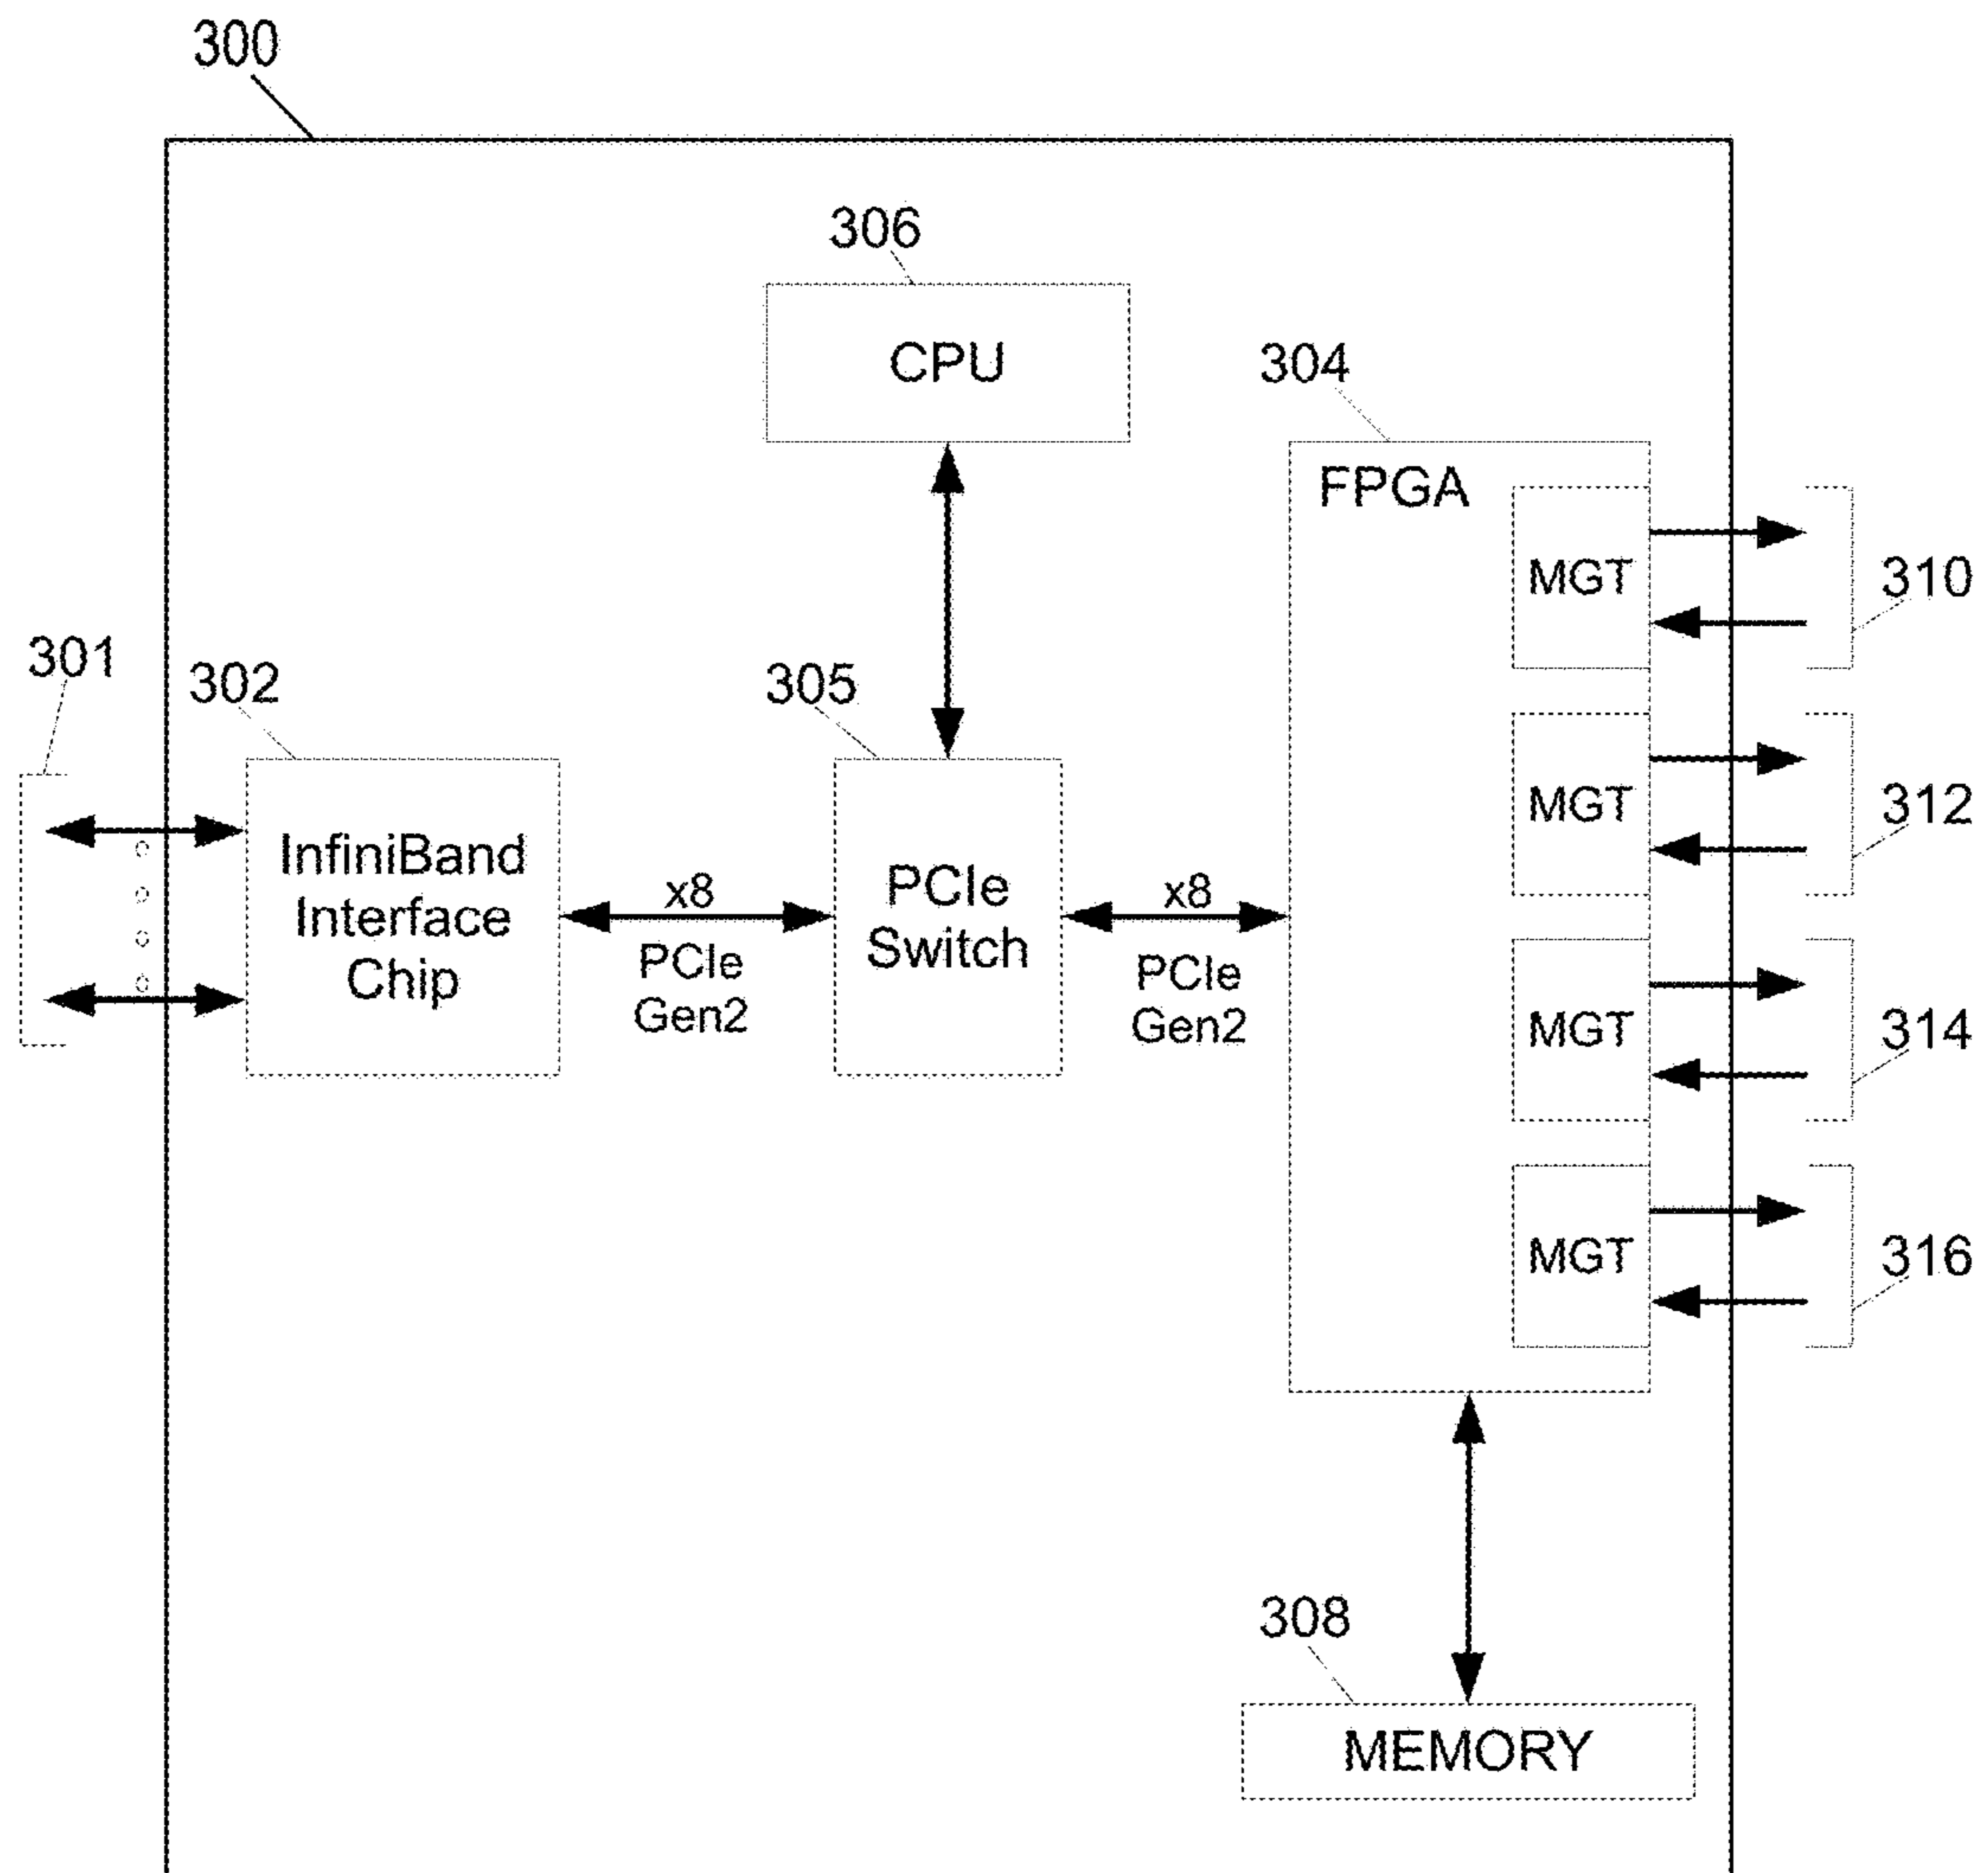 300
306
CPU
304
FPGA
MGT
310
301
302
305
MGT
312
InfiniBand
Interface
Chip
x8
PCIe
Gen2
PCIe
Switch
x8
PCIe
Gen2
MGT
314
MGT
316
308
MEMORY